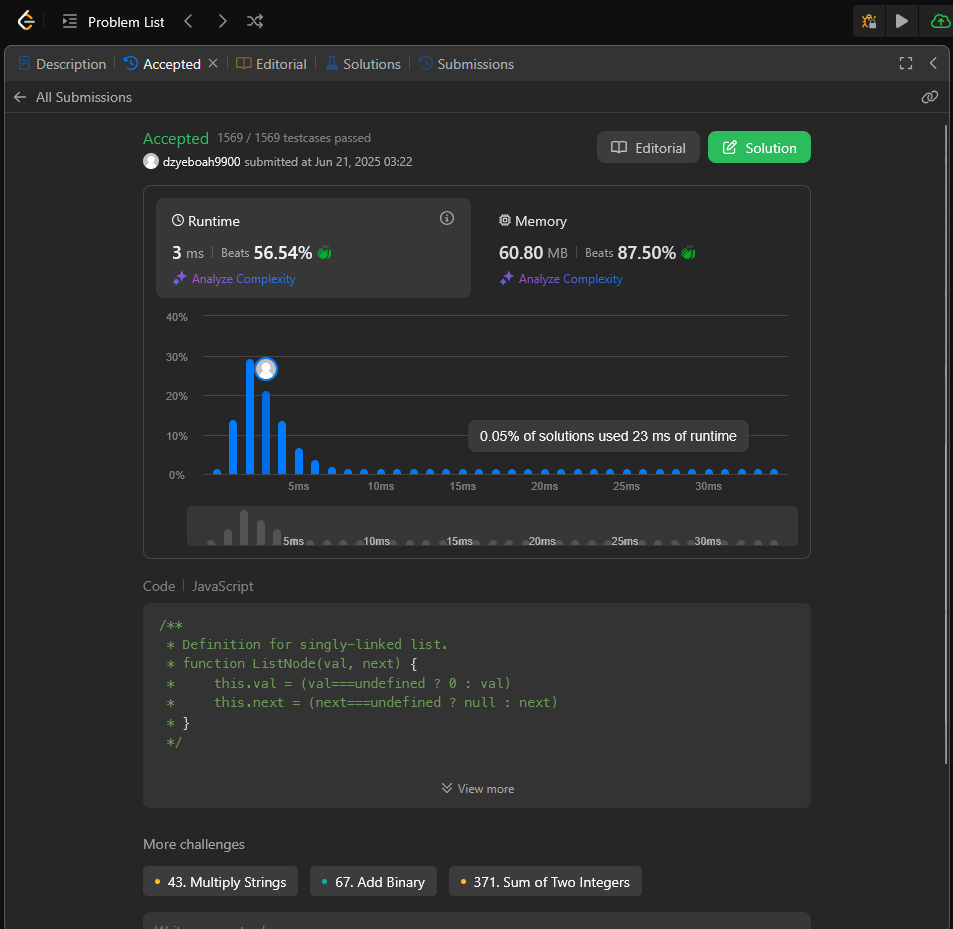 Problem List
Description
Accepted
Editorial
Solutions
Submissions
All Submissions
Accepted 1569 / 1569 testcases passed
dzyeboah9900 submitted at Jun 21, 2025 03:22
Editorial
Solution
Runtime
3 ms Beats 56.54%
Analyze Complexity
Memory
60.80 MB Beats 87.50%
Analyze Complexity
40%
30%
20%
10%
0%
0.05% of solutions used 23 ms of runtime
5ms 10ms 15ms 20ms 25ms 30ms
5ms 10ms 15ms 20ms 25ms 30ms
Code JavaScript
/**
* Definition for singly-linked list.
* function ListNode(val, next) {
*     this.val = (val===undefined ? 0 : val)
*     this.next = (next===undefined ? null : next)
* }
*/
View more
More challenges
43. Multiply Strings
67. Add Binary
371. Sum of Two Integers